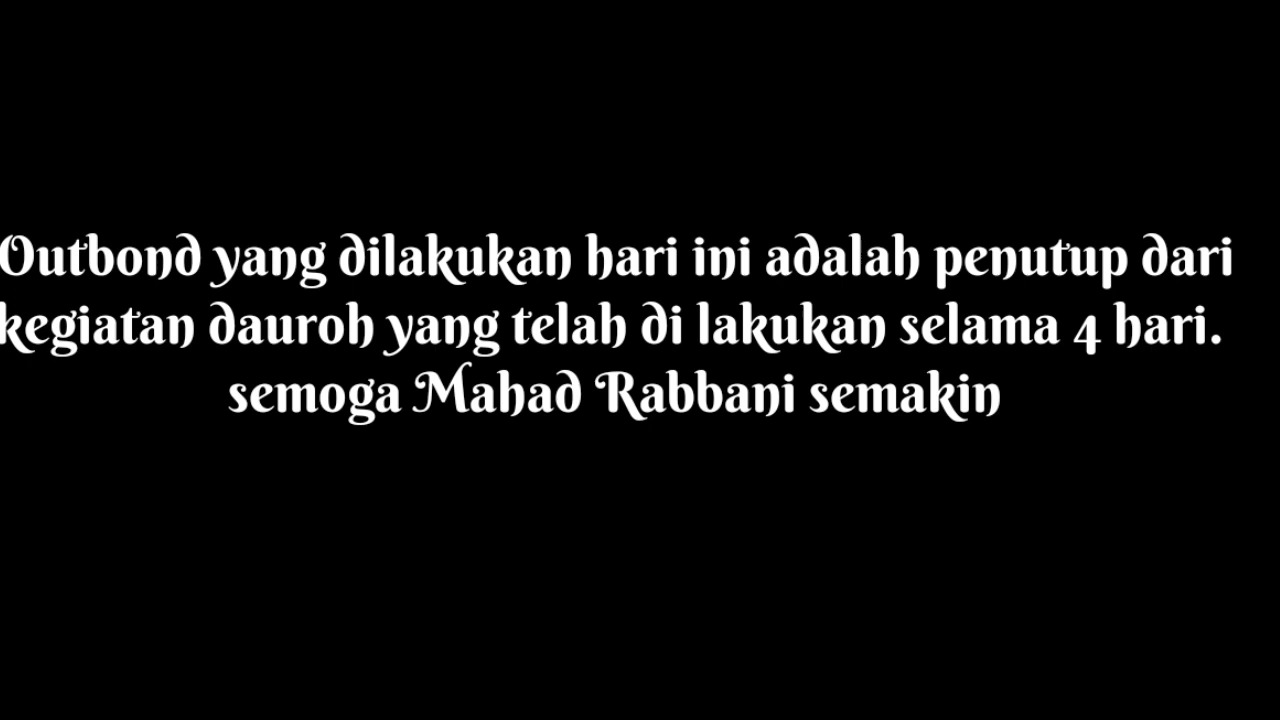 Outbond yang dilakukan hari ini adalah penutup dari
kegiatan dauroh yang telah di lakukan selama 4 hari.
semoga Mahad Rabbani semakin